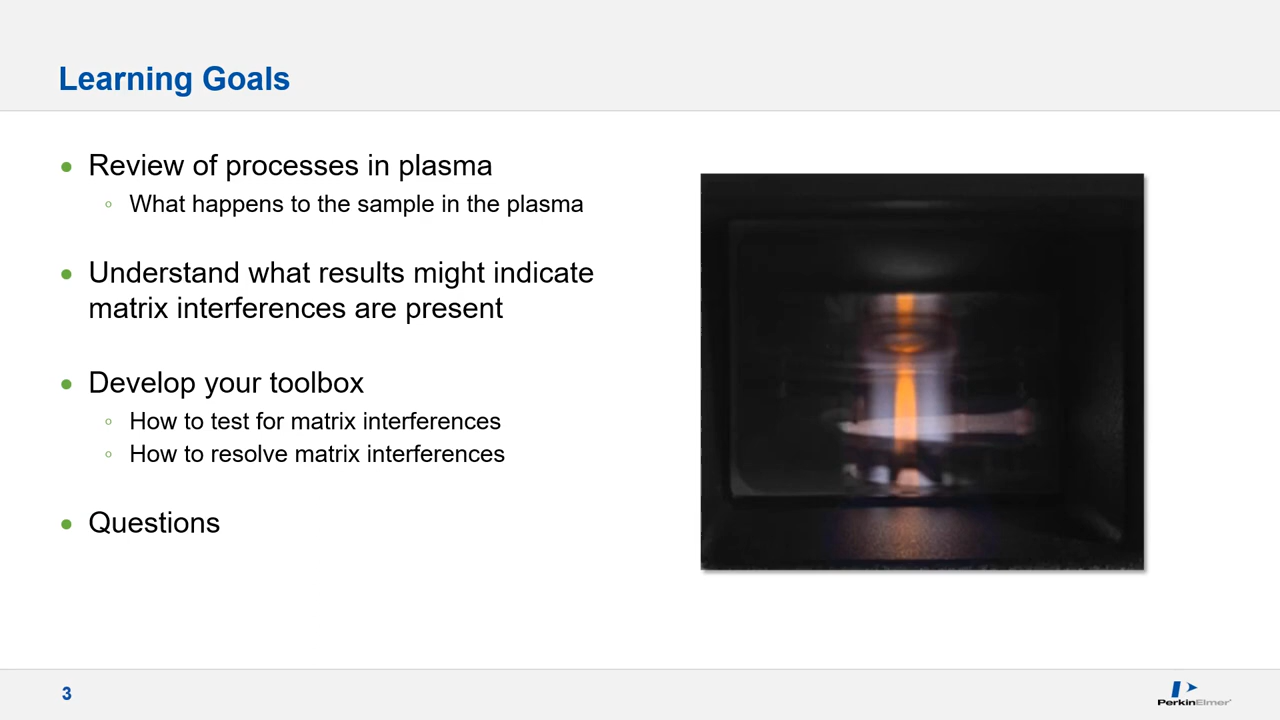 Learning Goals
Review of processes in plasma
What happens to the sample in the plasma
Understand what results might indicate
matrix interferences are present
Develop your toolbox
How to test for matrix interferences
How to resolve matrix interferences
Questions
3
PerkinElmer